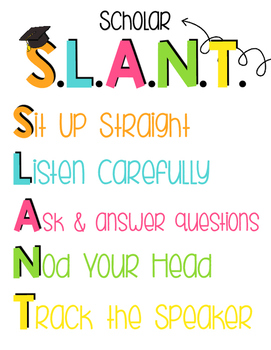 SCHOLAR
S.L.A.N.T.
Sit UP Straight
Listen Carefully
Ask & answer questions
Nod Your Head
Track the Speaker